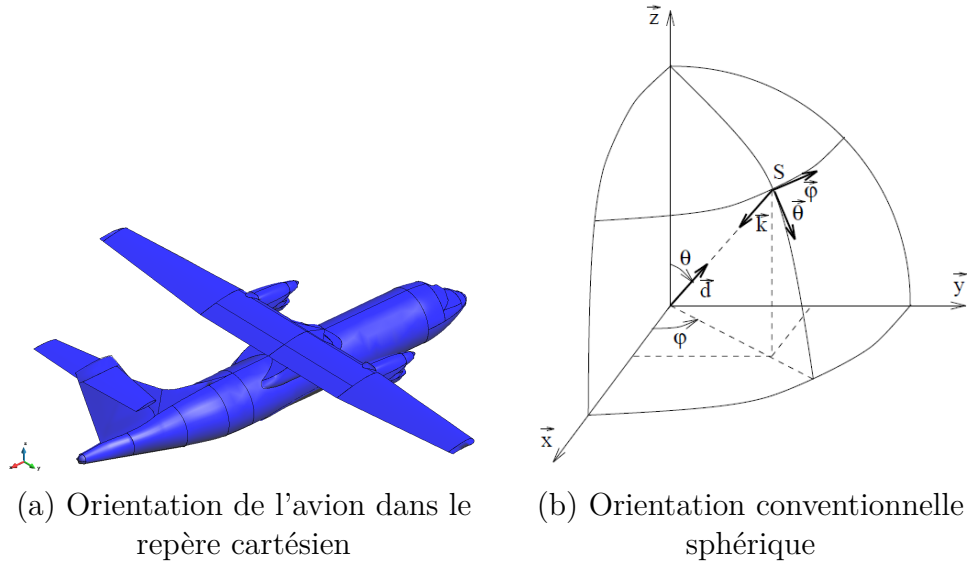 z⃗
S
φ⃗
θ⃗
k⃗
θ
d⃗
y⃗
φ
x⃗
(a) Orientation de l'avion dans le
repère cartésien
(b) Orientation conventionnelle
sphérique